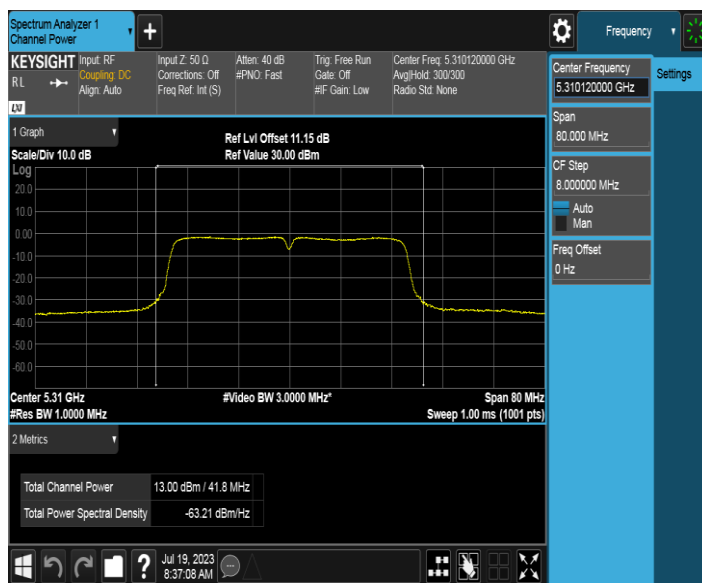 Spectrum Analyzer 1
Channel Power
Frequency
KEYSIGHT
RL
LXI
Input: RF
Coupling: DC
Align: Auto
Input Z: 50 Ω
Corrections: Off
Freq Ref: Int (S)
Atten: 40 dB
#PNO: Fast
Trig: Free Run
Gate: Off
#IF Gain: Low
Center Freq: 5.310120000 GHz
Avg|Hold: 300/300
Radio Std: None
Center Frequency
5.310120000 GHz
Settings
Span
80.000 MHz
CF Step
8.000000 MHz
Auto
Man
Freq Offset
0 Hz
1 Graph
Scale/Div 10.0 dB
Ref Lvl Offset 11.15 dB
Ref Value 30.00 dBm
Log
20.0
10.0
0.00
-10.0
-20.0
-30.0
-40.0
-50.0
-60.0
Center 5.31 GHz
#Res BW 1.0000 MHz
#Video BW 3.0000 MHz*
Span 80 MHz
Sweep 1.00 ms (1001 pts)
2 Metrics
Total Channel Power 13.00 dBm / 41.8 MHz
Total Power Spectral Density -63.21 dBm/Hz
?
Jul 19, 2023
8:37:08 AM